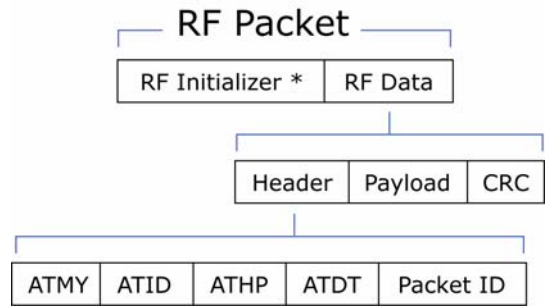 RF Packet
RF Initializer * RF Data
Header Payload CRC
ATMY ATID ATHP ATDT Packet ID